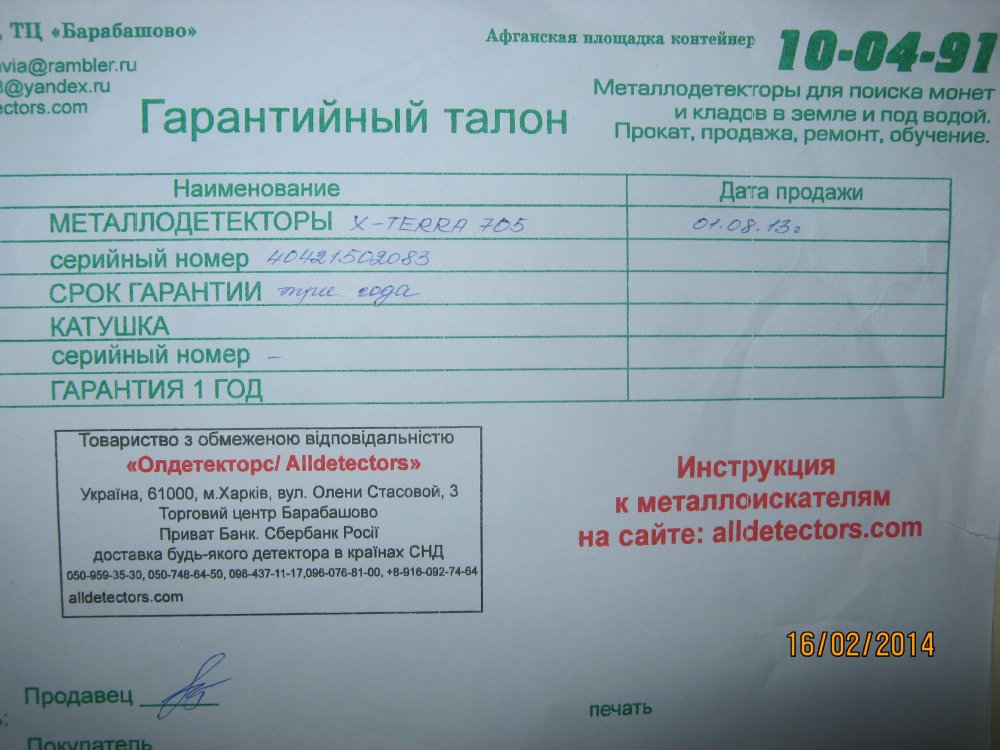 , ТЦ «Барабашово»
Афганская площадка контейнер 10-04-91
via@rambler.ru
@yandex.ru
ectors.com
Металлодетекторы для поиска монет
и кладов в земле и под водой.
Прокат, продажа, ремонт, обучение.
Гарантийный талон
Наименование Дата продажи
МЕТАЛЛОДЕТЕКТОРЫ X-TERRA 705 01.08.13г
серийный номер 40421502083
СРОК ГАРАНТИИ три года
КАТУШКА
серийный номер –
ГАРАНТИЯ 1 ГОД
Товариство з обмеженою відповідальністю
«Олдетекторс/ Alldetectors»
Україна, 61000, м.Харків, вул. Олени Стасової, 3
Торговий центр Барабашово
Приват Банк. Сбербанк Росії
доставка будь-якого детектора в країнах СНД
050-959-35-30, 050-748-64-50, 098-437-11-17,096-076-81-00, +8-916-092-74-64
alldetectors.com
Инструкция
к металлоискателям
на сайте: alldetectors.com
16/02/2014
Продавец
печать
Покупатель